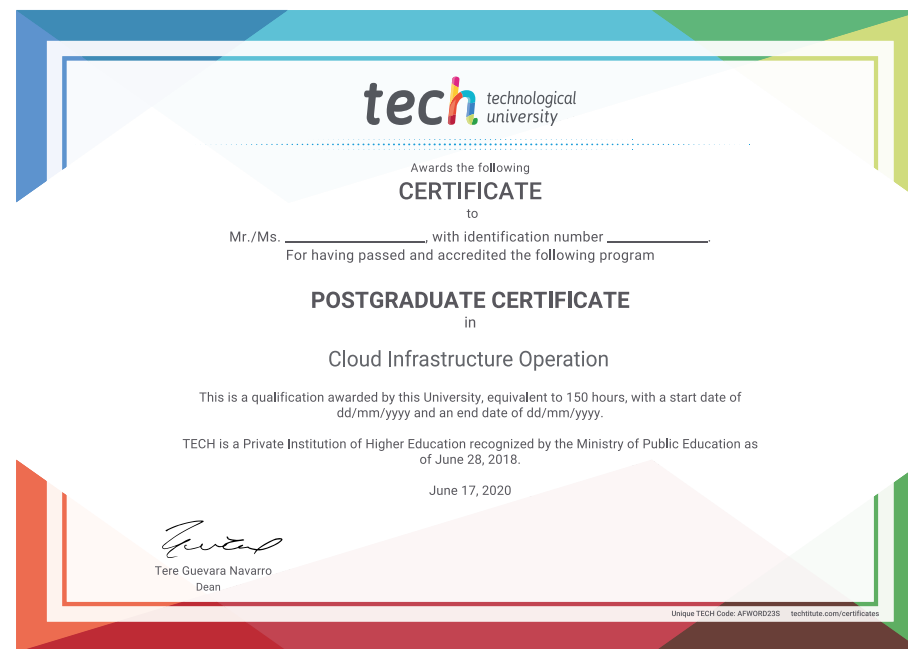 tech technological
university
Awards the following
CERTIFICATE
to
Mr./Ms. ____________________, with identification number ______________.
For having passed and accredited the following program
POSTGRADUATE CERTIFICATE
in
Cloud Infrastructure Operation
This is a qualification awarded by this University, equivalent to 150 hours, with a start date of
dd/mm/yyyy and an end date of dd/mm/yyyy.
TECH is a Private Institution of Higher Education recognized by the Ministry of Public Education as
of June 28, 2018.
June 17, 2020
Tere Guevara Navarro
Dean
Unique TECH Code: AFWORD23S techtitute.com/certificates